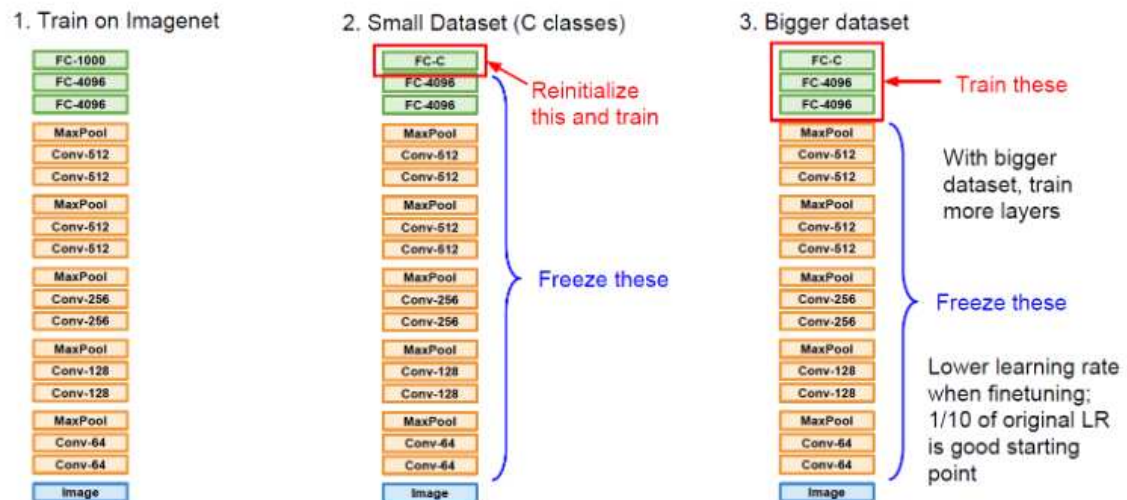 1. Train on Imagenet
FC-1000
FC-4096
FC-4096
MaxPool
Conv-512
Conv-512
MaxPool
Conv-512
Conv-512
MaxPool
Conv-256
Conv-256
MaxPool
Conv-128
Conv-128
MaxPool
Conv-64
Conv-64
Image
2. Small Dataset (C classes)
FC-C
FC-4096
FC-4096
MaxPool
Conv-512
Conv-512
MaxPool
Conv-512
Conv-512
MaxPool
Conv-256
Conv-256
MaxPool
Conv-128
Conv-128
MaxPool
Conv-64
Conv-64
Image
Reinitialize
this and train
Freeze these
3. Bigger dataset
FC-C
FC-4096
FC-4096
MaxPool
Conv-512
Conv-512
MaxPool
Conv-512
Conv-512
MaxPool
Conv-256
Conv-256
MaxPool
Conv-128
Conv-128
MaxPool
Conv-64
Conv-64
Image
Train these
With bigger
dataset, train
more layers
Freeze these
Lower learning rate
when finetuning;
1/10 of original LR
is good starting
point